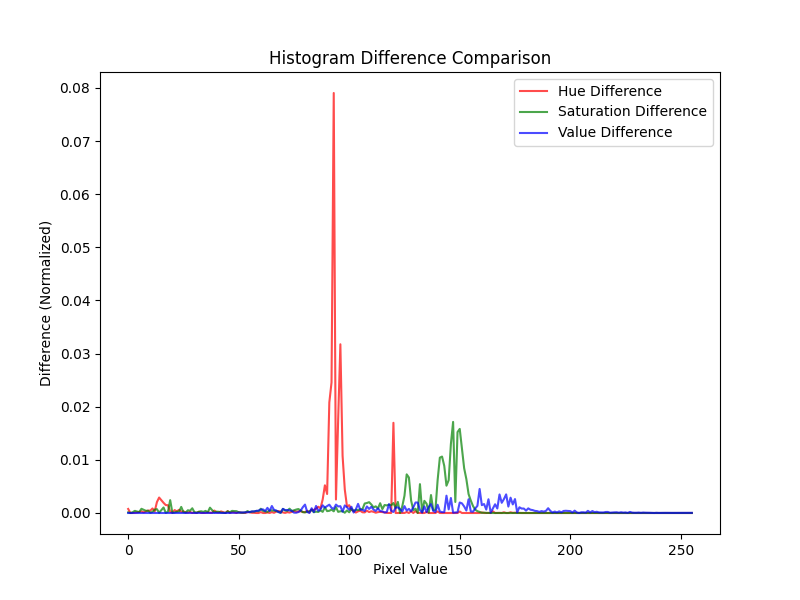 Histogram Difference Comparison
Hue Difference
Saturation Difference
Value Difference
Difference (Normalized)
0.08
0.07
0.06
0.05
0.04
0.03
0.02
0.01
0.00
0 50 100 150 200 250
Pixel Value